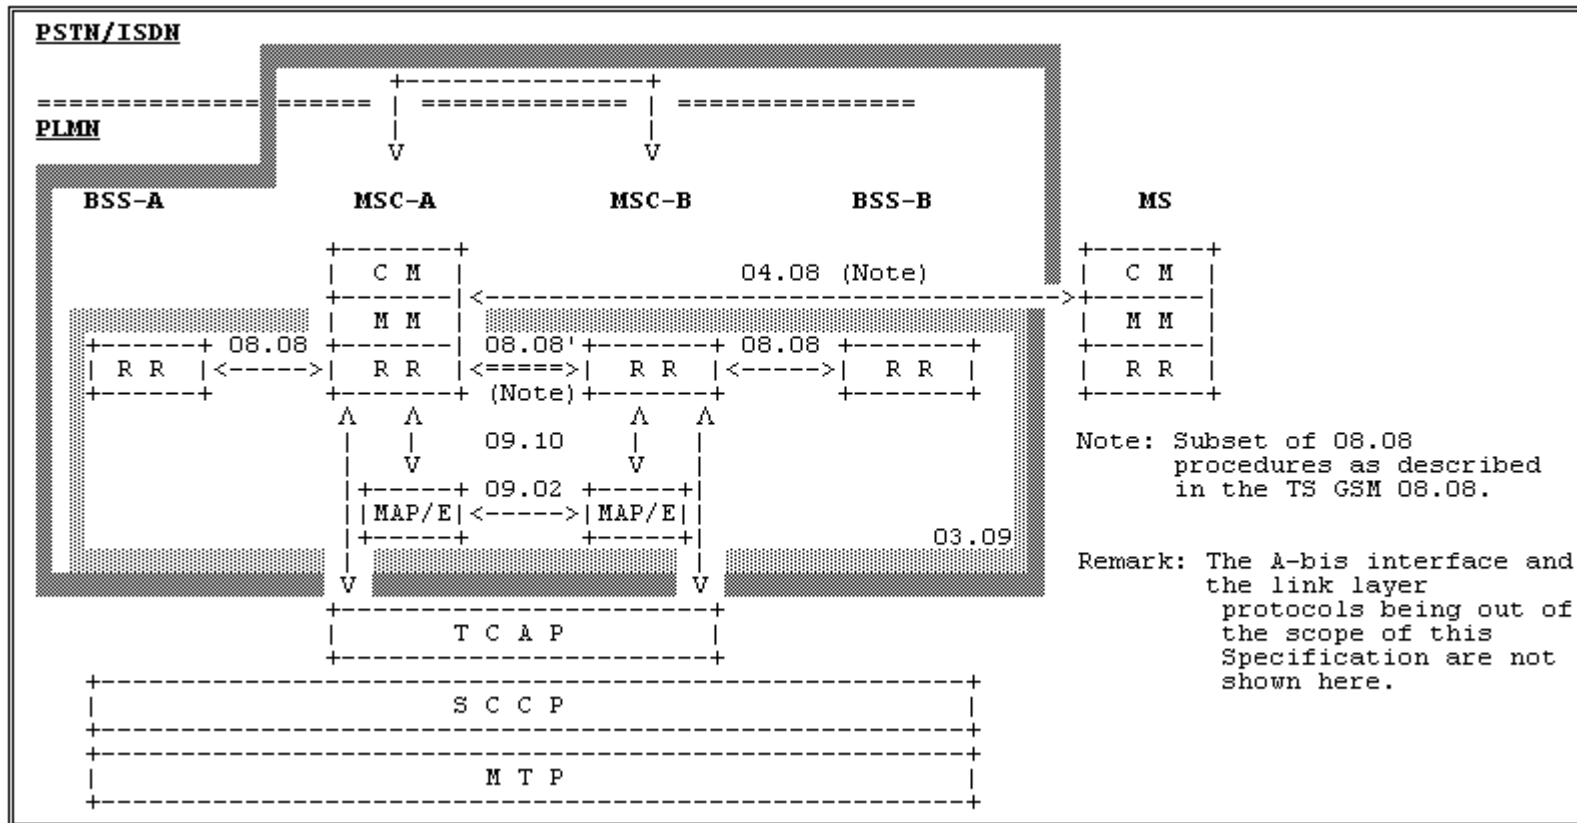 PSTN/ISDN
PLMN
BSS-A MSC-A MSC-B BSS-B MS
C M 04.08 (Note) C M
M M M M
08.08 08.08' 08.08
R R R R R R R R R R
(Note)
09.10 Note: Subset of 08.08
procedures as described
09.02 in the TS GSM 08.08.
MAP/E MAP/E
03.09
Remark: The A-bis interface and
the link layer
protocols being out of
T C A P the scope of this
Specification are not
shown here.
S C C P
M T P